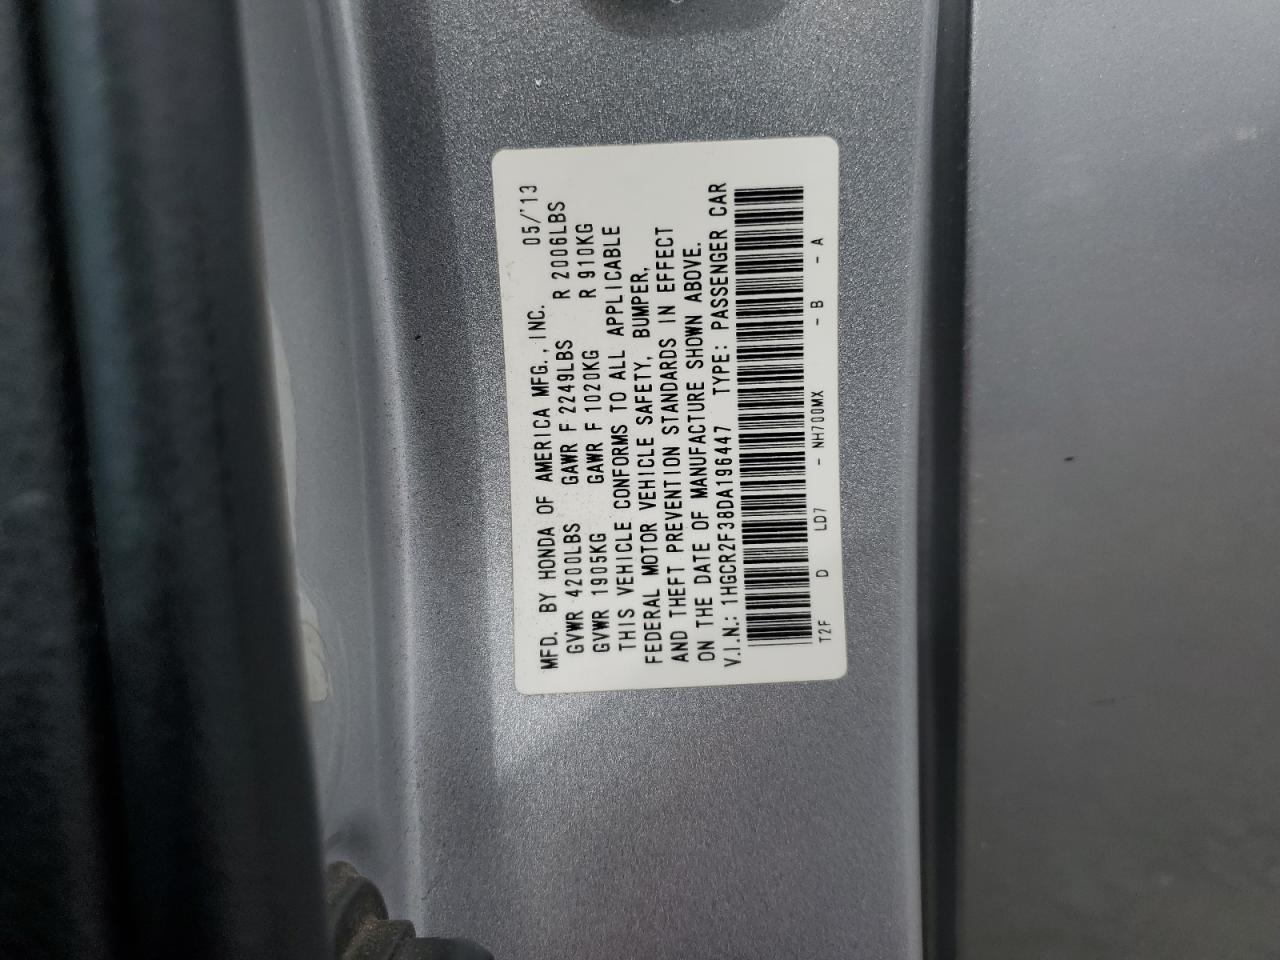 MFD. BY HONDA OF AMERICA MFG., INC. 05/'13
GVWR 4200LBS GAWR F 2249LBS R 2006LBS
GVWR 1905KG GAWR F 1020KG R 910KG
THIS VEHICLE CONFORMS TO ALL APPLICABLE
FEDERAL MOTOR VEHICLE SAFETY, BUMPER,
AND THEFT PREVENTION STANDARDS IN EFFECT
ON THE DATE OF MANUFACTURE SHOWN ABOVE.
V.I.N.: 1HGCR2F38DA196447 TYPE: PASSENGER CAR
T2F D LD7 - NH700MX - B - A